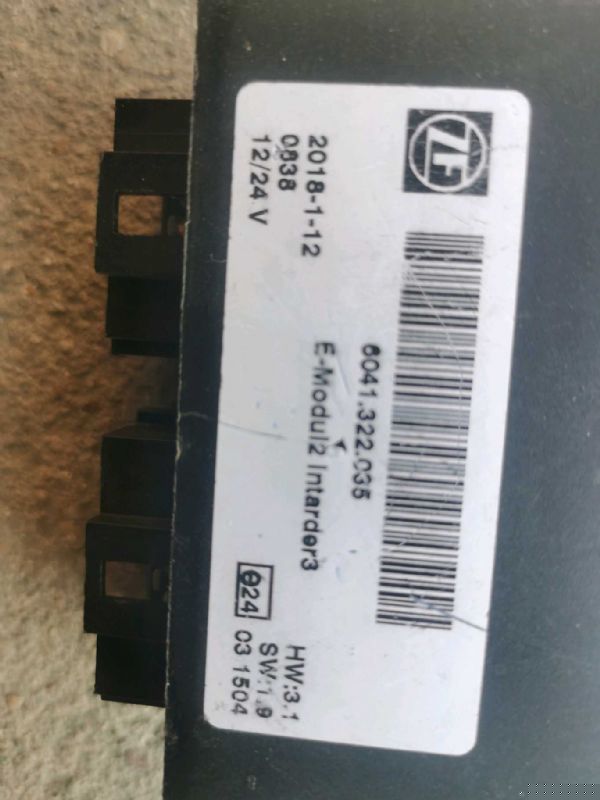 ZF
6041.322.035
E-Modul2 Intarder3
2018-1-12
0838
12/24 V
HW:3.1
SW:1.9
e24 03 1504